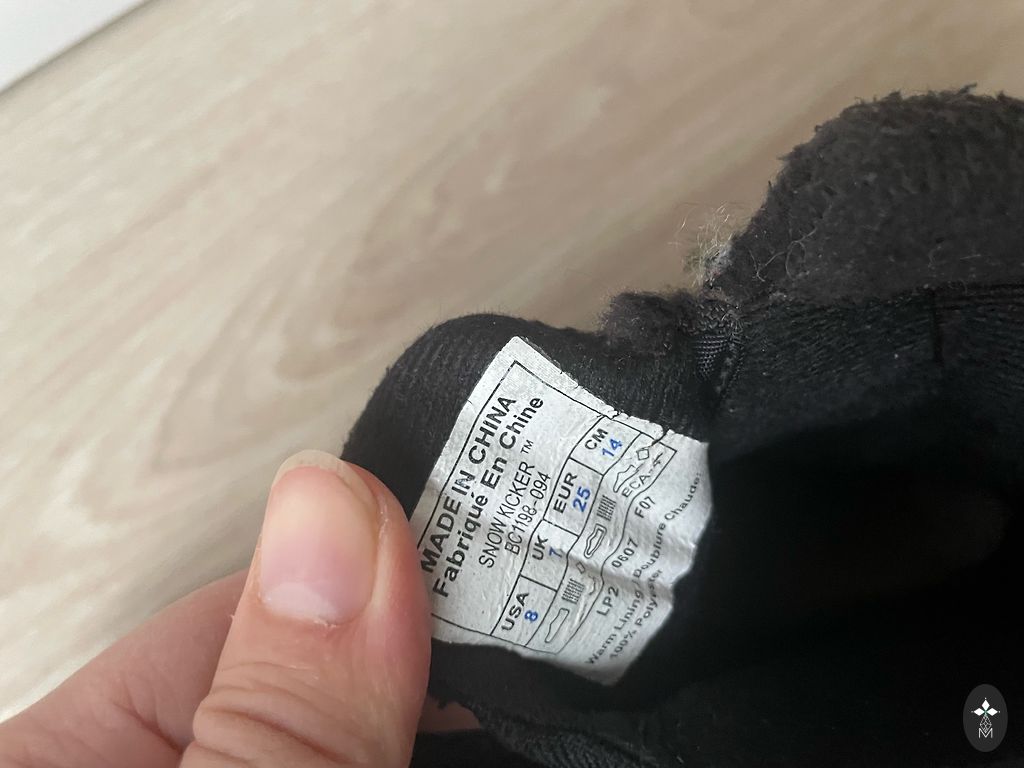 MADE IN CHINA
Fabriqué En Chine
SNOW KICKER ™
BC1198-094
USA UK EUR CM
8 7 25 14
ECA
LP2 0607 F07
Warm Lining Doublure Chaude:
100% Polyester
M